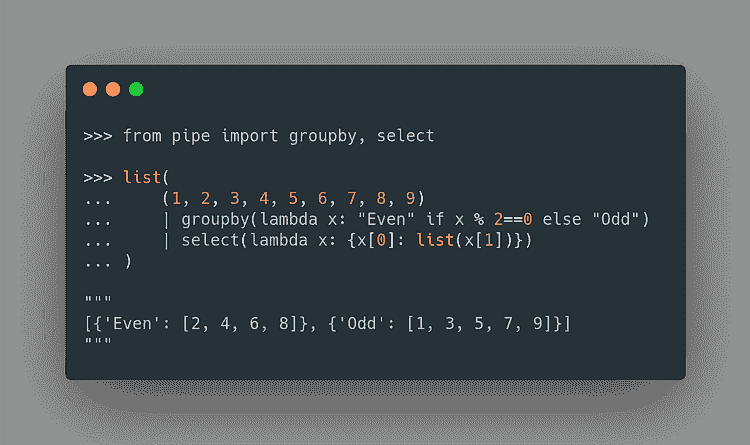 >>> from pipe import groupby, select
>>> list(
...     (1, 2, 3, 4, 5, 6, 7, 8, 9)
...     | groupby(lambda x: "Even" if x % 2==0 else "Odd")
...     | select(lambda x: {x[0]: list(x[1])})
... )
"""
[{'Even': [2, 4, 6, 8]}, {'Odd': [1, 3, 5, 7, 9]}]
"""